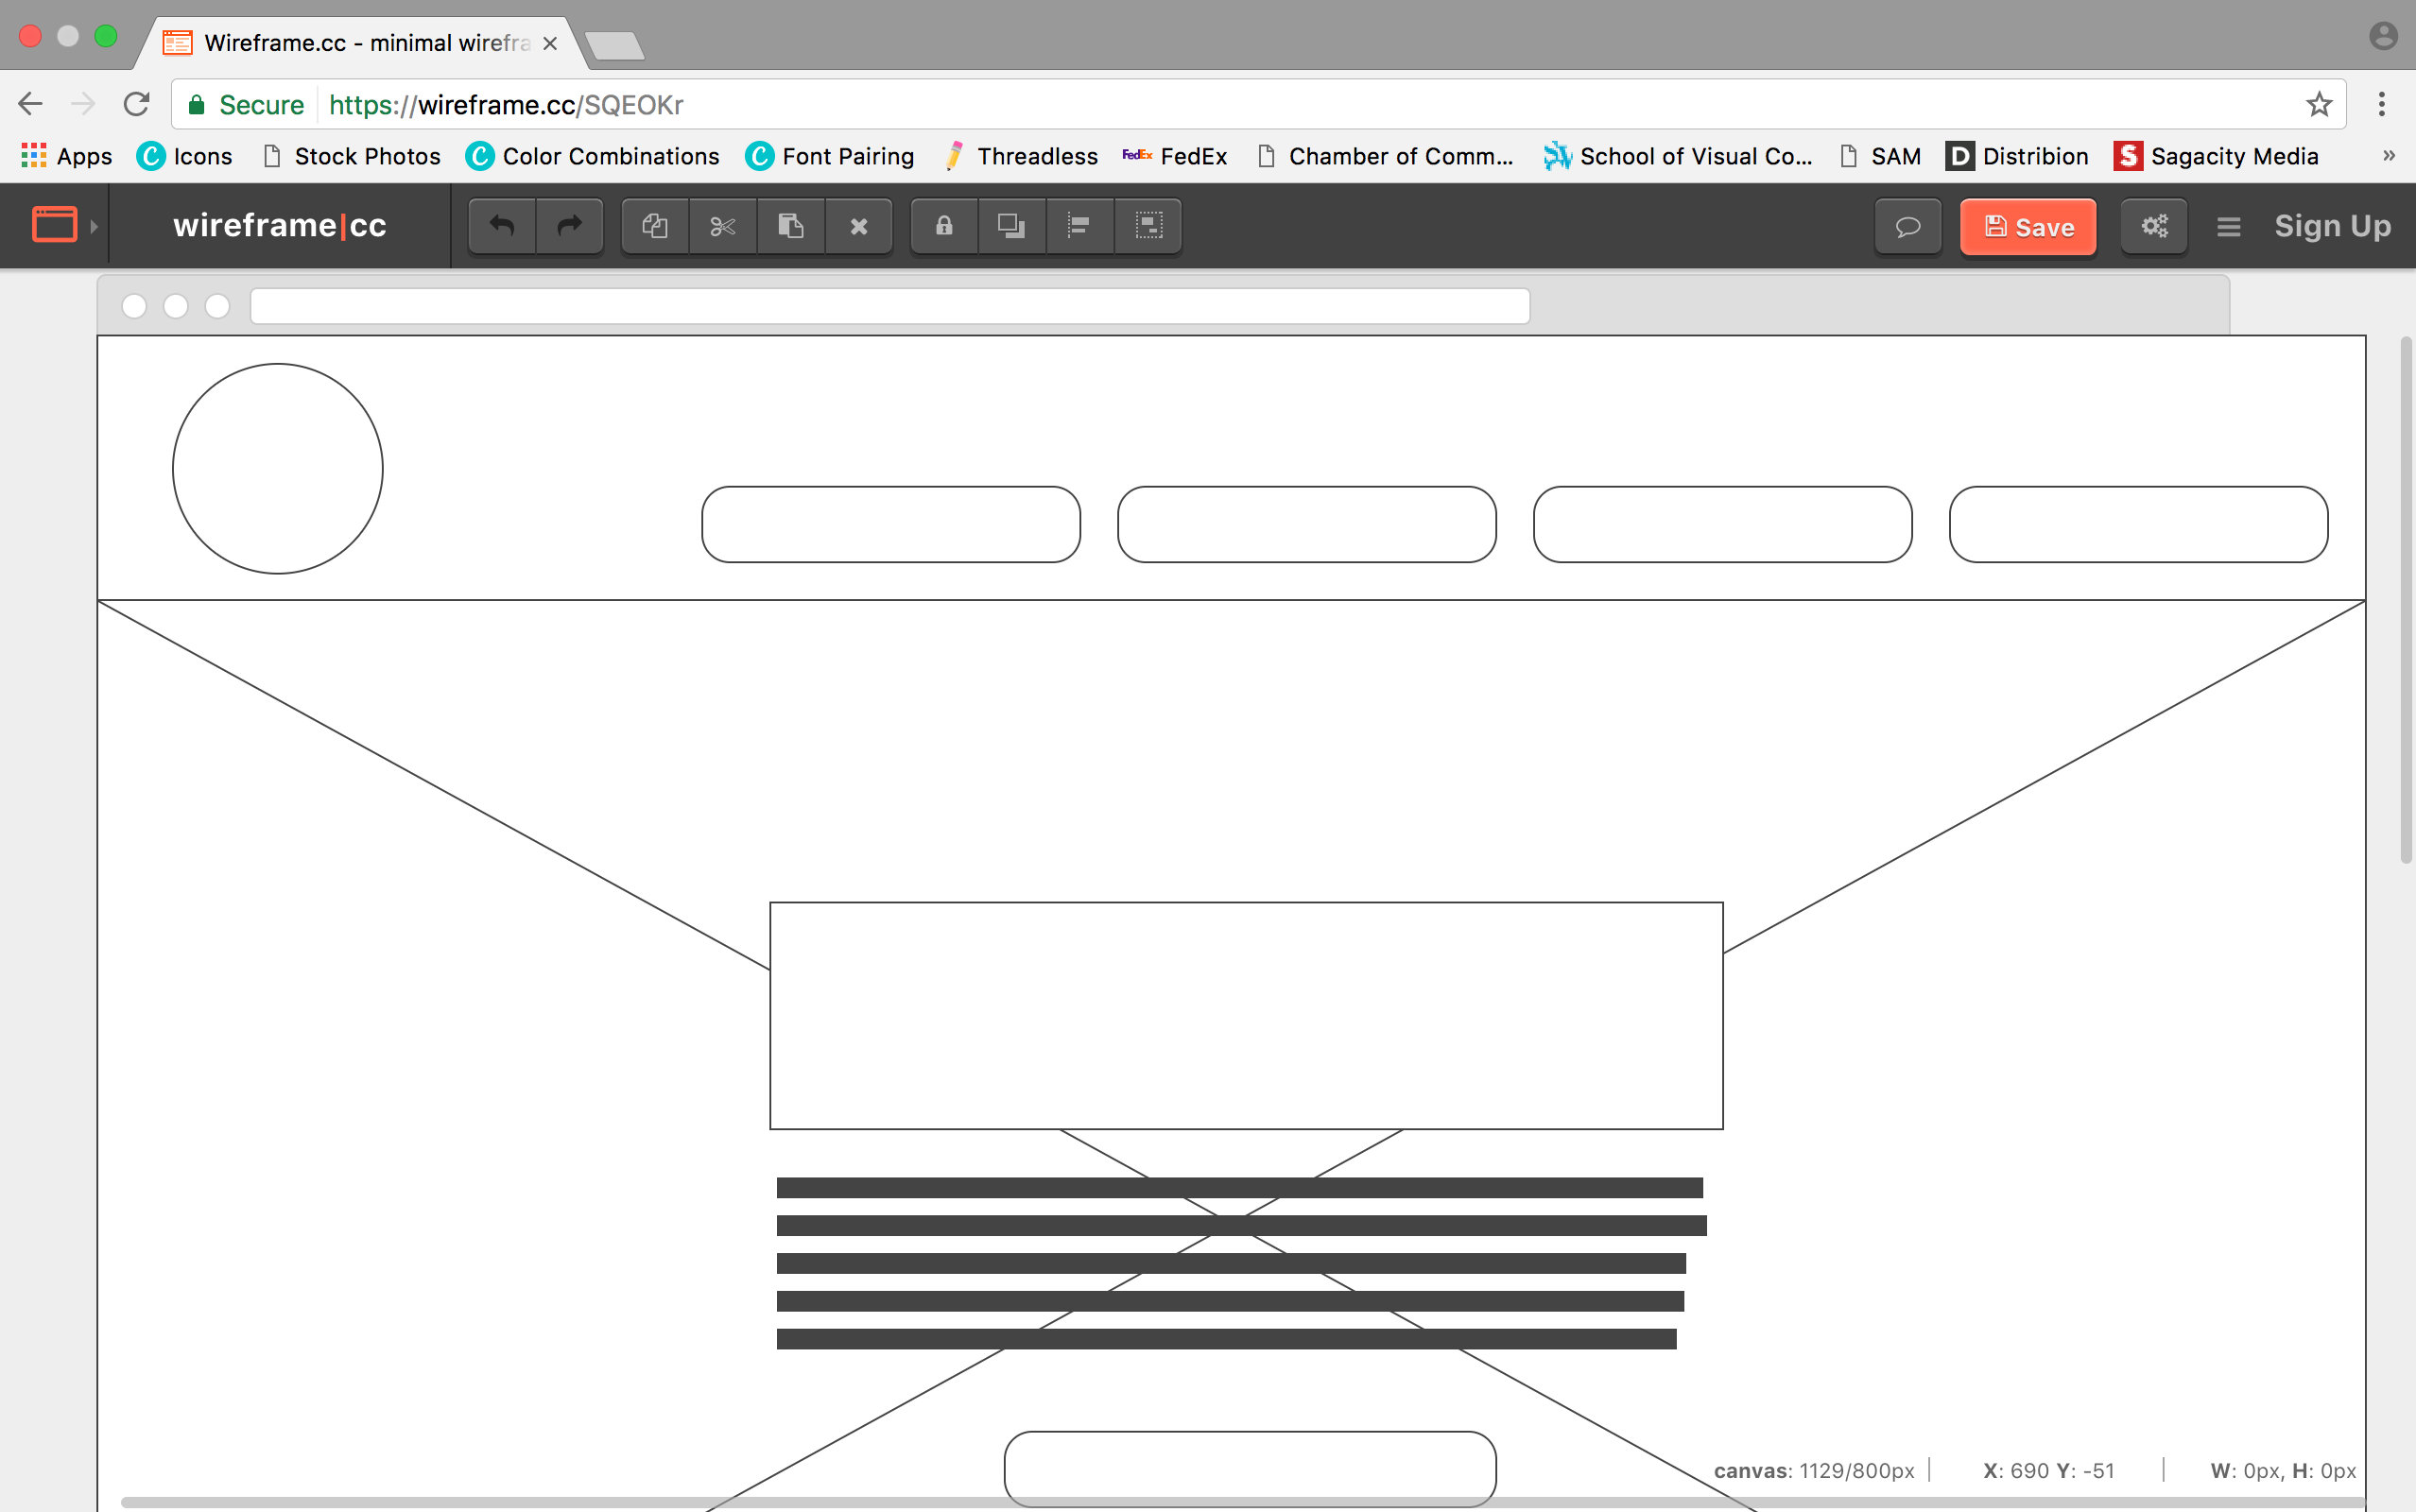 Wireframe.cc - minimal wirefra
Secure https://wireframe.cc/SQEOKr
Apps Icons Stock Photos Color Combinations Font Pairing Threadless FedEx FedEx Chamber of Comm... School of Visual Co... SAM D Distribion S Sagacity Media »
wireframe|cc Save Sign Up
canvas: 1129/800px X: 690 Y: -51 W: 0px, H: 0px